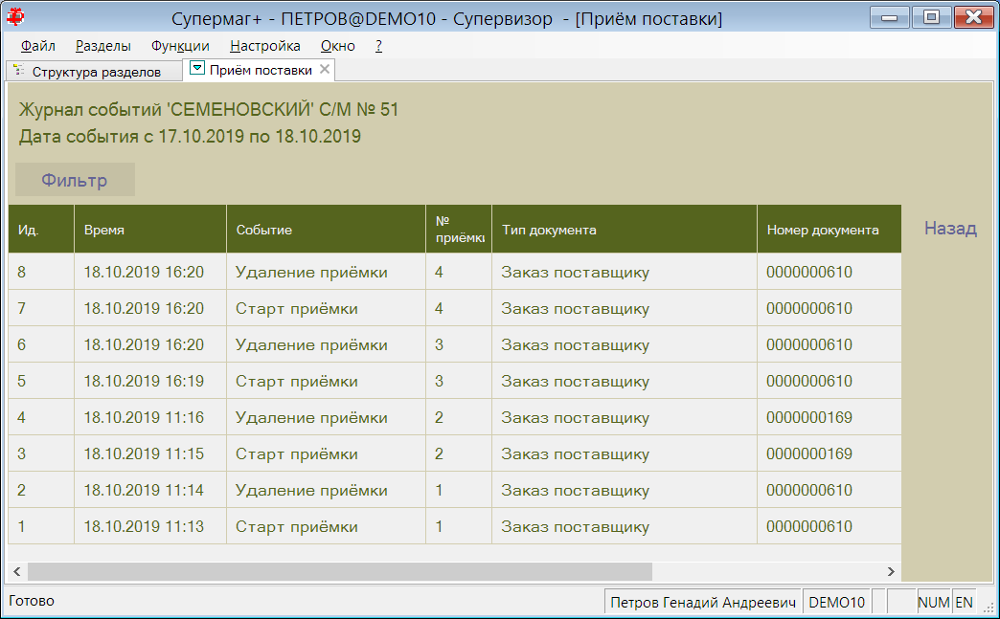 Супермаг+ - ПЕТРОВ@DEMO10 - Супервизор - [Приём поставки]
Файл Разделы Функции Настройка Окно ?
Структура разделов Приём поставки
Журнал событий 'СЕМЕНОВСКИЙ' С/М № 51
Дата события с 17.10.2019 по 18.10.2019
Фильтр
Ид. Время Событие № приёмки Тип документа Номер документа
Назад
8 18.10.2019 16:20 Удаление приёмки 4 Заказ поставщику 0000000610
7 18.10.2019 16:20 Старт приёмки 4 Заказ поставщику 0000000610
6 18.10.2019 16:20 Удаление приёмки 3 Заказ поставщику 0000000610
5 18.10.2019 16:19 Старт приёмки 3 Заказ поставщику 0000000610
4 18.10.2019 11:16 Удаление приёмки 2 Заказ поставщику 0000000169
3 18.10.2019 11:15 Старт приёмки 2 Заказ поставщику 0000000169
2 18.10.2019 11:14 Удаление приёмки 1 Заказ поставщику 0000000610
1 18.10.2019 11:13 Старт приёмки 1 Заказ поставщику 0000000610
Готово Петров Генадий Андреевич DEMO10 NUM EN